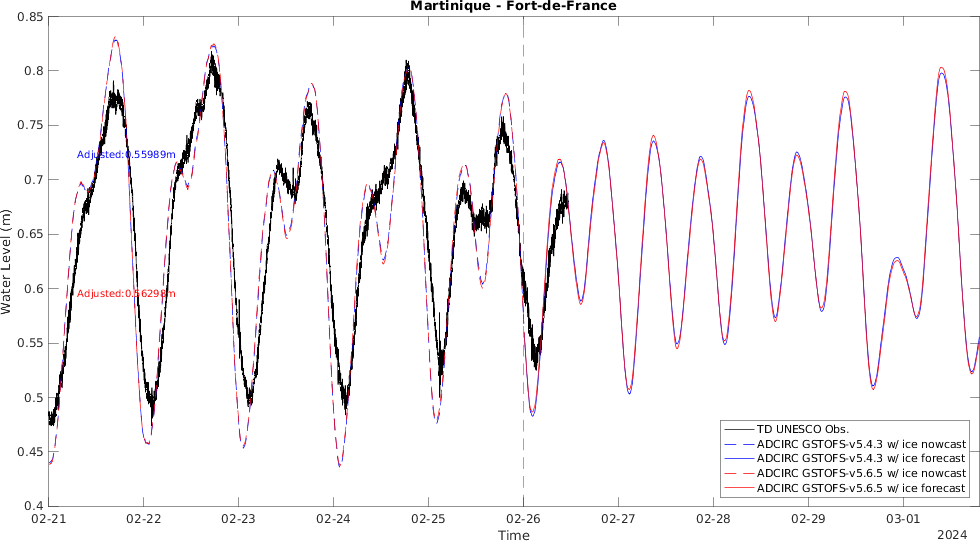 Martinique - Fort-de-France
0.85
0.8
0.75
0.7
0.65
0.6
0.55
0.5
0.45
0.4
Water Level (m)
Adjusted:0.55989m
Adjusted:0.56298m
TD UNESCO Obs.
ADCIRC GSTOFS-v5.4.3 w/ ice nowcast
ADCIRC GSTOFS-v5.4.3 w/ ice forecast
ADCIRC GSTOFS-v5.6.5 w/ ice nowcast
ADCIRC GSTOFS-v5.6.5 w/ ice forecast
02-21 02-22 02-23 02-24 02-25 02-26 02-27 02-28 02-29 03-01
Time
2024